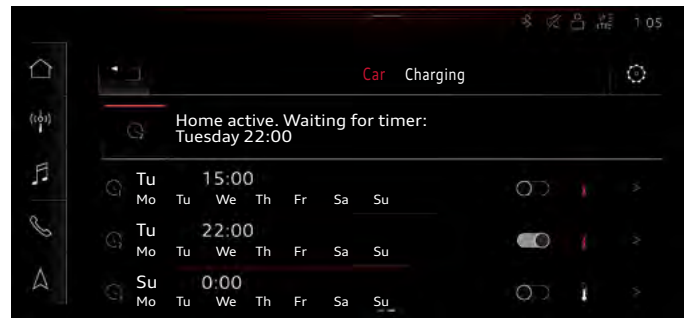 1 05
Car Charging
Home active. Waiting for timer:
Tuesday 22:00
Tu 15:00
Mo Tu We Th Fr Sa Su
Tu 22:00
Mo Tu We Th Fr Sa Su
Su 0:00
Mo Tu We Th Fr Sa Su